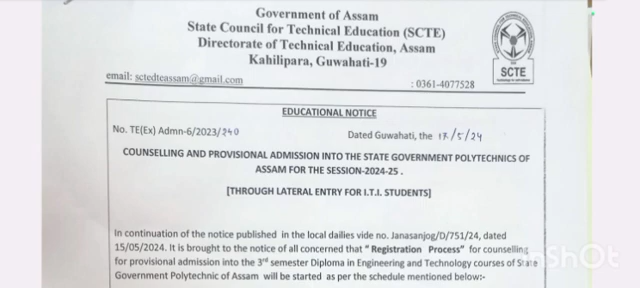 Government of Assam
State Council for Technical Education (SCTE)
Directorate of Technical Education, Assam
Kahilipara, Guwahati-19
SCTE
email: sctedteassam@gmail.com : 0361-4077528
EDUCATIONAL NOTICE
No. TE(Ex) Admn-6/2023/240 Dated Guwahati, the 17/5/24
COUNSELLING AND PROVISIONAL ADMISSION INTO THE STATE GOVERNMENT POLYTECHNICS OF
ASSAM FOR THE SESSION-2024-25 .
[THROUGH LATERAL ENTRY FOR I.T.I. STUDENTS]
In continuation of the notice published in the local dailies vide no. Janasanjog/D/751/24, dated
15/05/2024. It is brought to the notice of all concerned that " Registration Process" for counselling
for provisional admission into the 3rd semester Diploma in Engineering and Technology courses of State
Government Polytechnic of Assam will be started as per the schedule mentioned below:-
InShOt